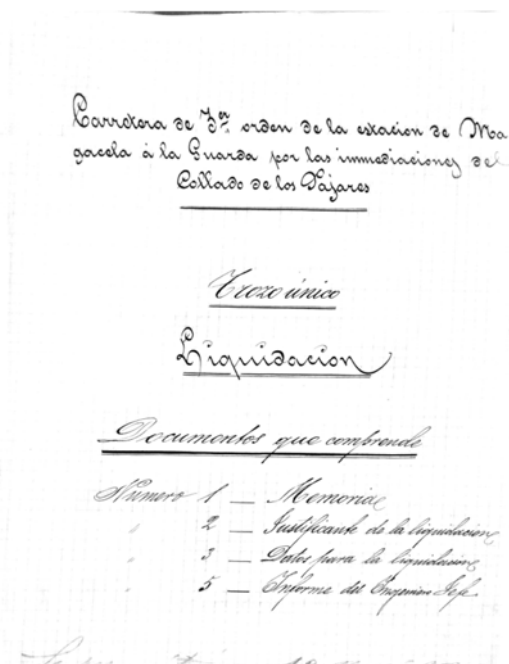 Carretera de 3er orden de la estacion de Ma
gacela à la Guarda por las inmediaciones del
Collado de los Pájares
Trozo único
Liquidacion
Documentos que comprende
Número 1 — Memoria
" 2 — Justificante de la liquidacion
" 3 — Datos para la liquidacion
" 5 — Informe del Ingeniero Jefe